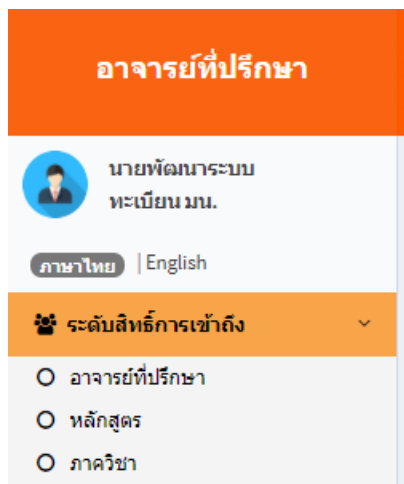 อาจารย์ที่ปรึกษา
นายพัฒนาระบบ
ทะเบียน มน.
ภาษาไทย | English
ระดับสิทธิ์การเข้าถึง
อาจารย์ที่ปรึกษา
หลักสูตร
ภาควิชา